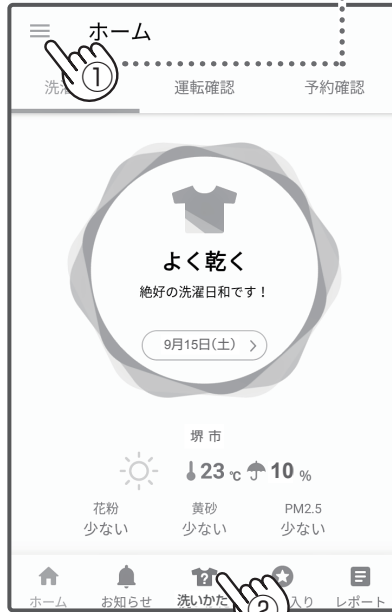 ホーム
①
洗濯
運転確認
予約確認
よく乾く
絶好の洗濯日和です！
9月15日(土)
堺市
23℃ 10%
花粉 黄砂 PM2.5
少ない 少ない 少ない
ホーム お知らせ 洗いかた ② 入り レポート